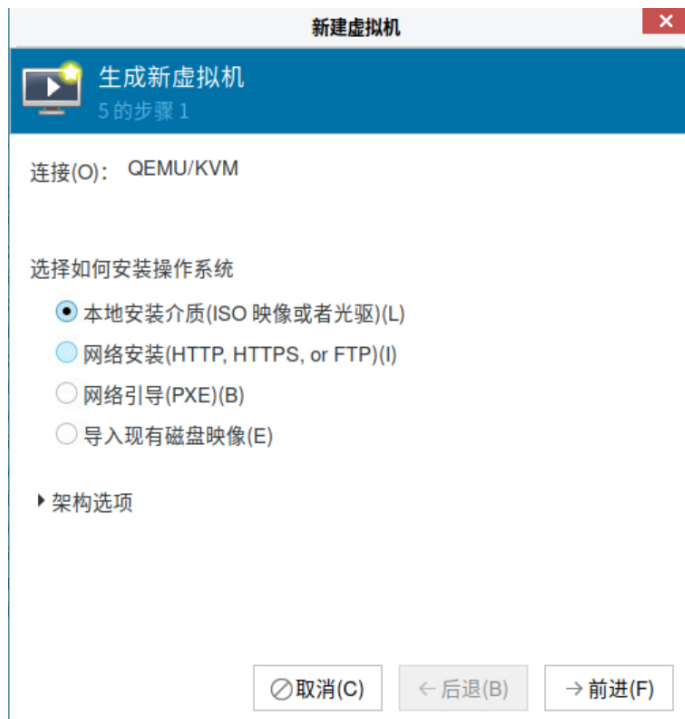 新建虚拟机
生成新虚拟机
5 的步骤 1
连接(O)： QEMU/KVM
选择如何安装操作系统
本地安装介质(ISO 映像或者光驱)(L)
网络安装(HTTP, HTTPS, or FTP)(I)
网络引导(PXE)(B)
导入现有磁盘映像(E)
架构选项
取消(C) 后退(B) 前进(F)